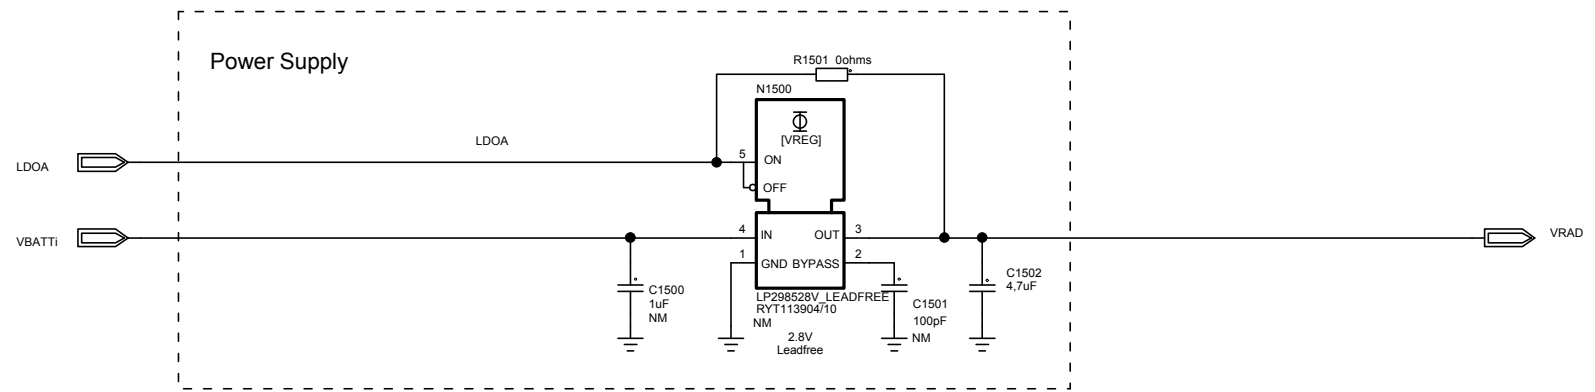 Power Supply
R1501 0ohms
N1500
[VREG]
LDOA
5
ON
LDOA
OFF
VBATTi
4
IN
OUT
3
VRAD
1
GND
BYPASS
2
C1500
1uF
NM
LP298528V_LEADFREE
RYT113904/10
NM
2.8V
Leadfree
C1501
100pF
NM
C1502
4,7uF